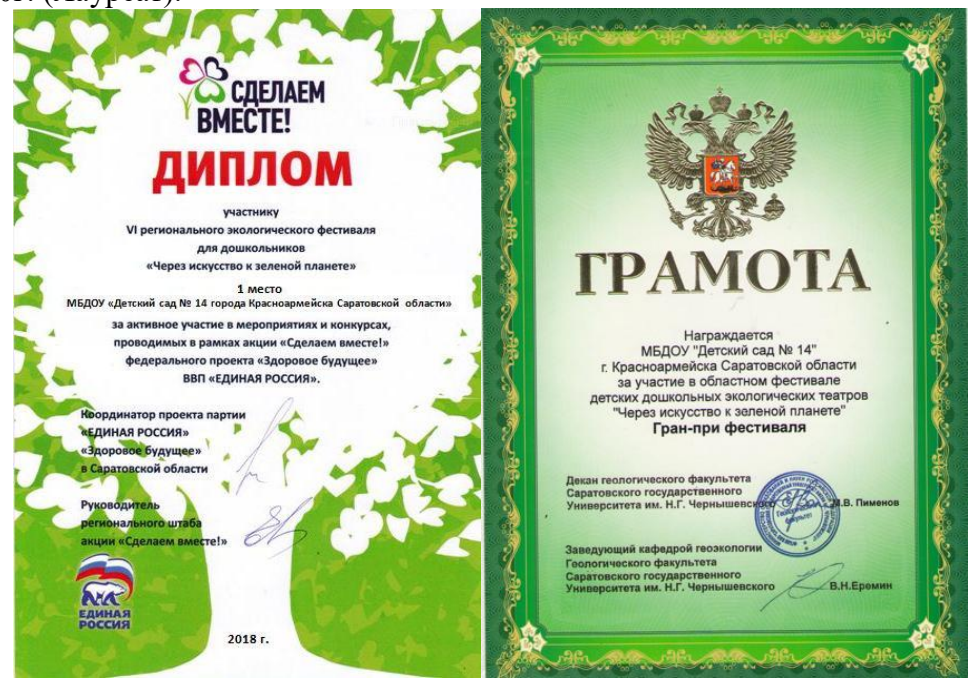 (Лауреат).
СДЕЛАЕМ
ВМЕСТЕ!
ДИПЛОМ
участнику
VI регионального экологического фестиваля
для дошкольников
«Через искусство к зеленой планете»
1 место
МБДОУ «Детский сад № 14 города Красноармейска Саратовской области»
за активное участие в мероприятиях и конкурсах,
проводимых в рамках акции «Сделаем вместе!»
федерального проекта «Здоровое будущее»
ВВП «ЕДИНАЯ РОССИЯ».
Координатор проекта партии
«ЕДИНАЯ РОССИЯ»
«Здоровое будущее»
в Саратовской области
Руководитель
регионального штаба
акции «Сделаем вместе!»
ЕДИНАЯ
РОССИЯ
2018 г.
ГРАМОТА
Награждается
МБДОУ "Детский сад № 14"
г. Красноармейска Саратовской области
за участие в областном фестивале
детских дошкольных экологических театров
"Через искусство к зеленой планете"
Гран-при фестиваля
Декан геологического факультета
Саратовского государственного
Университета им. Н.Г. Чернышевского М.В. Пименов
Заведующий кафедрой геоэкологии
Геологического факультета
Саратовского государственного
Университета им. Н.Г. Чернышевского В.Н.Еремин